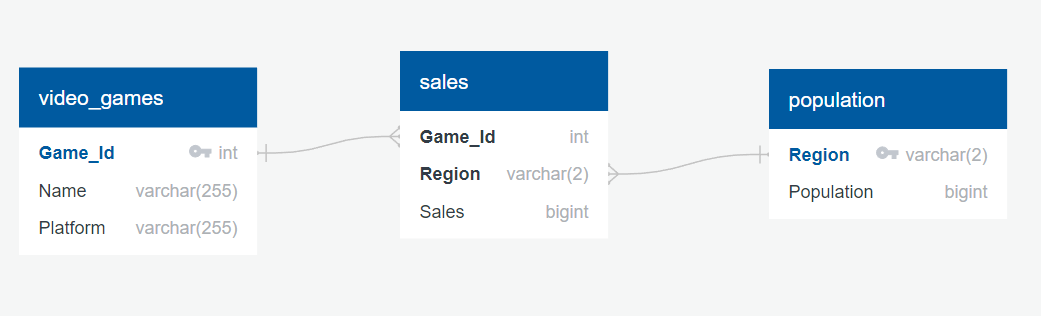 video_games
Game_Id int
Name varchar(255)
Platform varchar(255)
sales
Game_Id int
Region varchar(2)
Sales bigint
population
Region varchar(2)
Population bigint